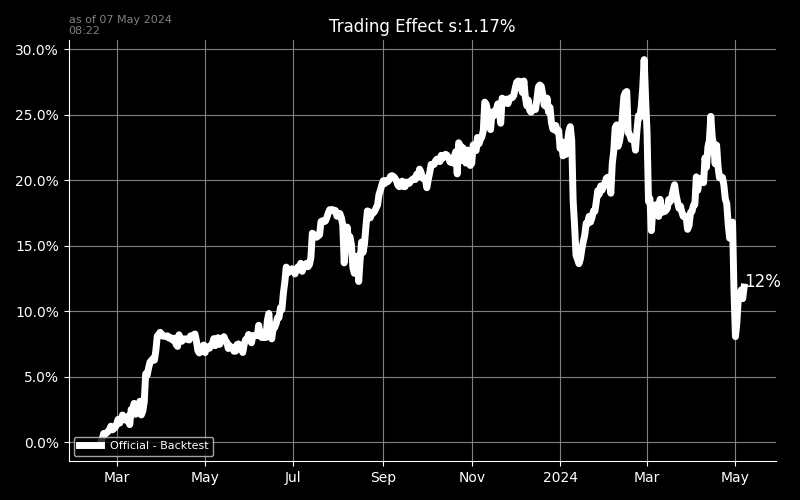 as of 07 May 2024
08:22
Trading Effect s:1.17%
30.0%
25.0%
20.0%
15.0%
10.0%
5.0%
0.0%
12%
Official - Backtest
Mar May Jul Sep Nov 2024 Mar May